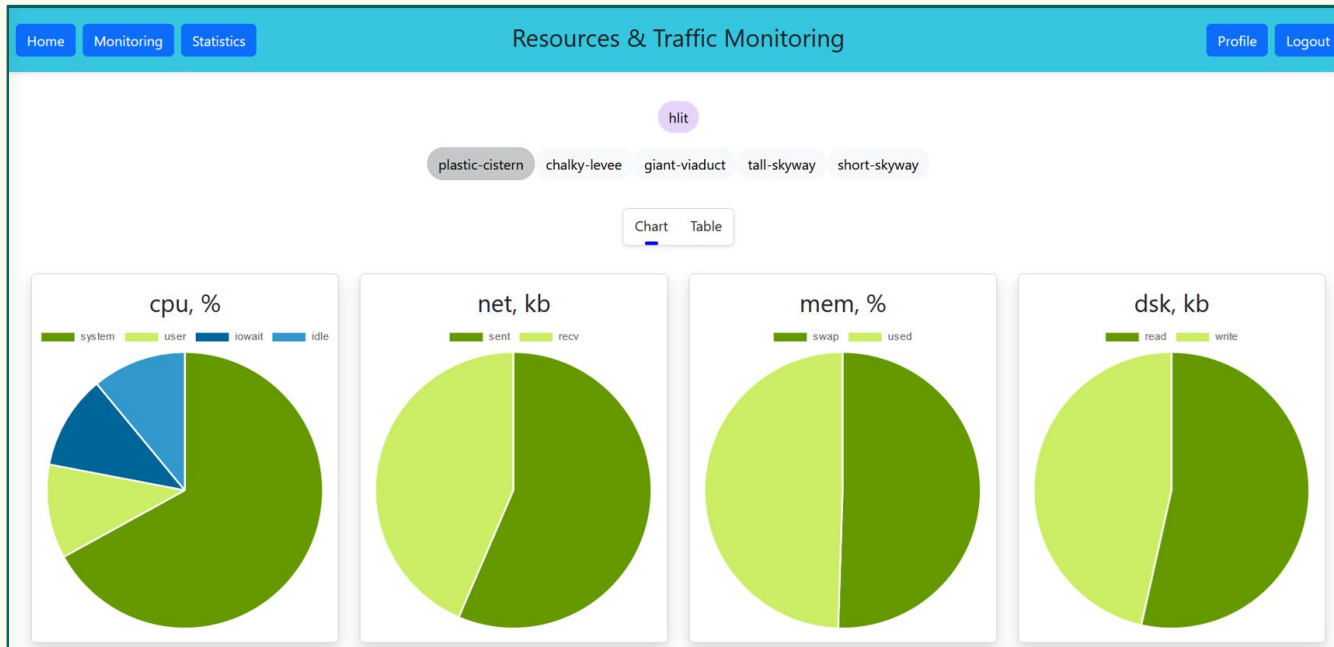 Home Monitoring Statistics Resources & Traffic Monitoring Profile Logout
hlit
plastic-cistern chalky-levee giant-viaduct tall-skyway short-skyway
Chart Table
cpu, %
system user iowait idle
net, kb
sent recv
mem, %
swap used
dsk, kb
read write